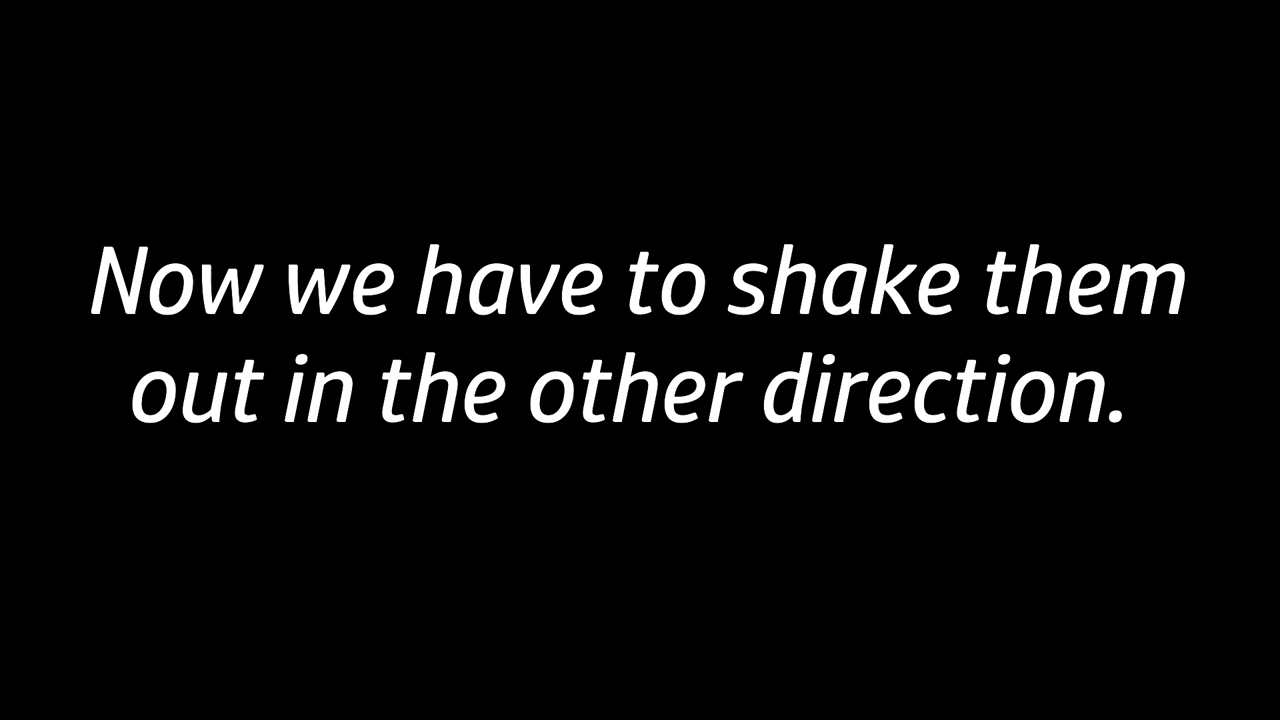 Now we have to shake them
out in the other direction.